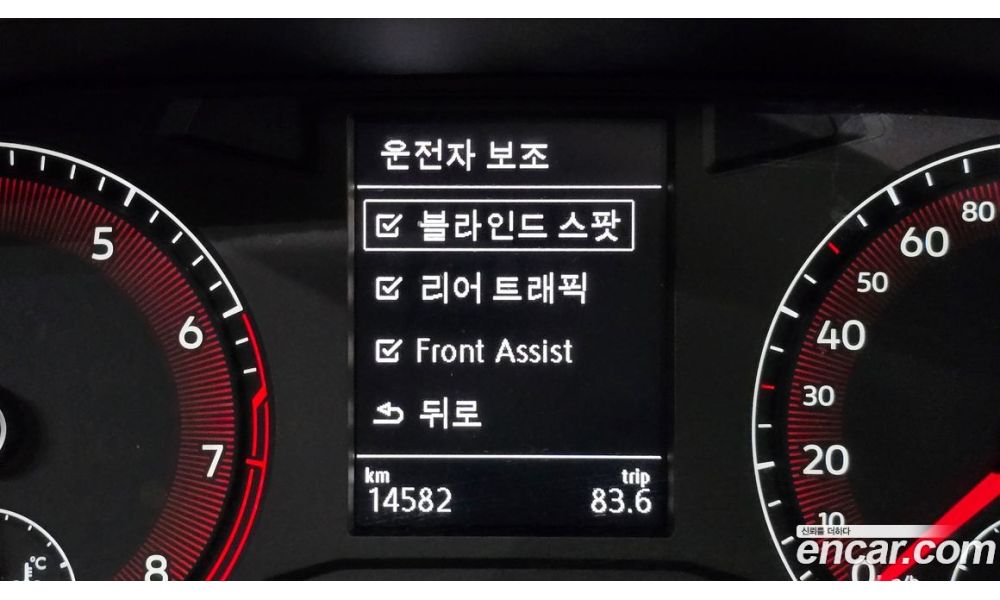 운전자 보조
블라인드 스팟
리어 트래픽
Front Assist
뒤로
km
trip
14582
83.6
5
6
7
8
°C
80
60
50
40
30
20
10
0
신뢰를 더하다
encar.com